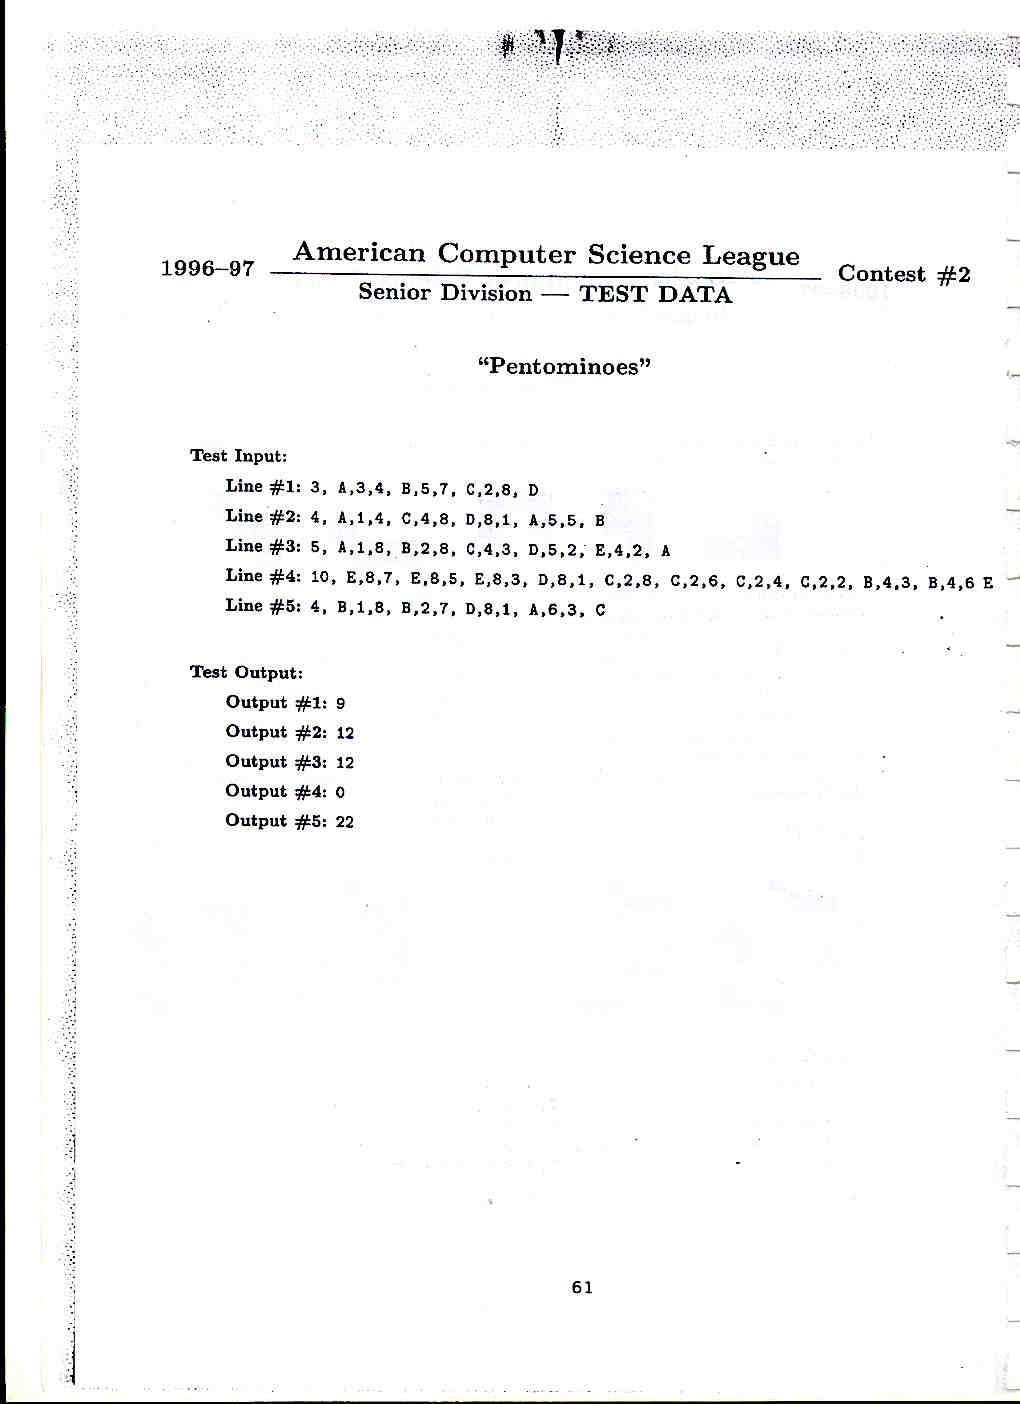 American Computer Science League
1996–97 Contest #2
Senior Division — TEST DATA
“Pentominoes”
Test Input:
Line #1: 3, A,3,4, B,5,7, C,2,8, D
Line #2: 4, A,1,4, C,4,8, D,8,1, A,5,5, B
Line #3: 5, A,1,8, B,2,8, C,4,3, D,5,2, E,4,2, A
Line #4: 10, E,8,7, E,8,5, E,8,3, D,8,1, C,2,8, C,2,6, C,2,4, C,2,2, B,4,3, B,4,6 E
Line #5: 4, B,1,8, B,2,7, D,8,1, A,6,3, C
Test Output:
Output #1: 9
Output #2: 12
Output #3: 12
Output #4: 0
Output #5: 22
61